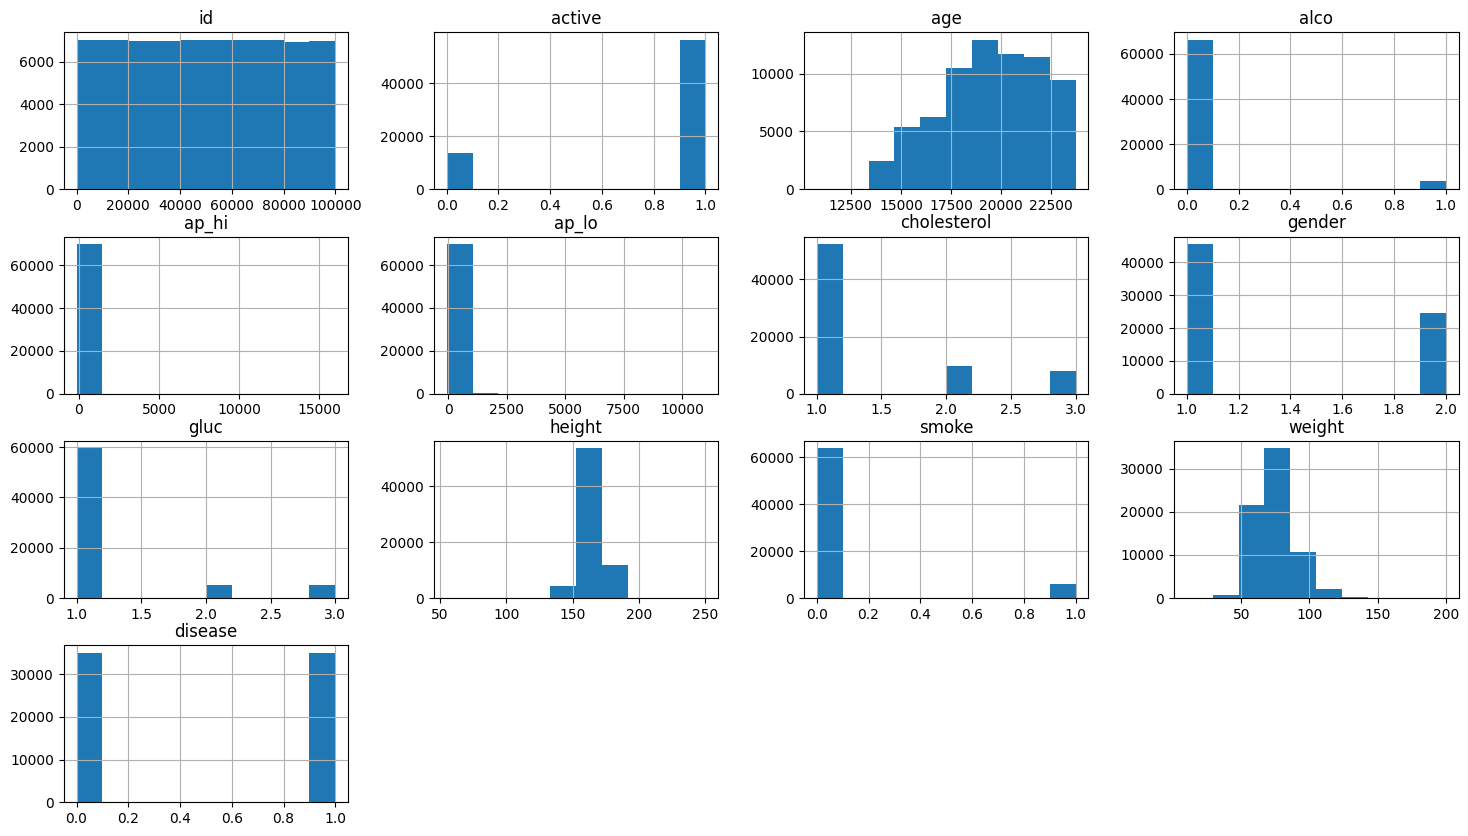 id
6000
4000
2000
0
0 20000 40000 60000 80000 100000
active
40000
20000
0
0.0 0.2 0.4 0.6 0.8 1.0
age
10000
5000
0
12500 15000 17500 20000 22500
alco
60000
40000
20000
0
0.0 0.2 0.4 0.6 0.8 1.0
ap_hi
60000
40000
20000
0
0 5000 10000 15000
ap_lo
60000
40000
20000
0
0 2500 5000 7500 10000
cholesterol
40000
20000
0
1.0 1.5 2.0 2.5 3.0
gender
40000
30000
20000
10000
0
1.0 1.2 1.4 1.6 1.8 2.0
gluc
60000
40000
20000
0
1.0 1.5 2.0 2.5 3.0
height
40000
20000
0
50 100 150 200 250
smoke
60000
40000
20000
0
0.0 0.2 0.4 0.6 0.8 1.0
weight
30000
20000
10000
0
50 100 150 200
disease
30000
20000
10000
0
0.0 0.2 0.4 0.6 0.8 1.0